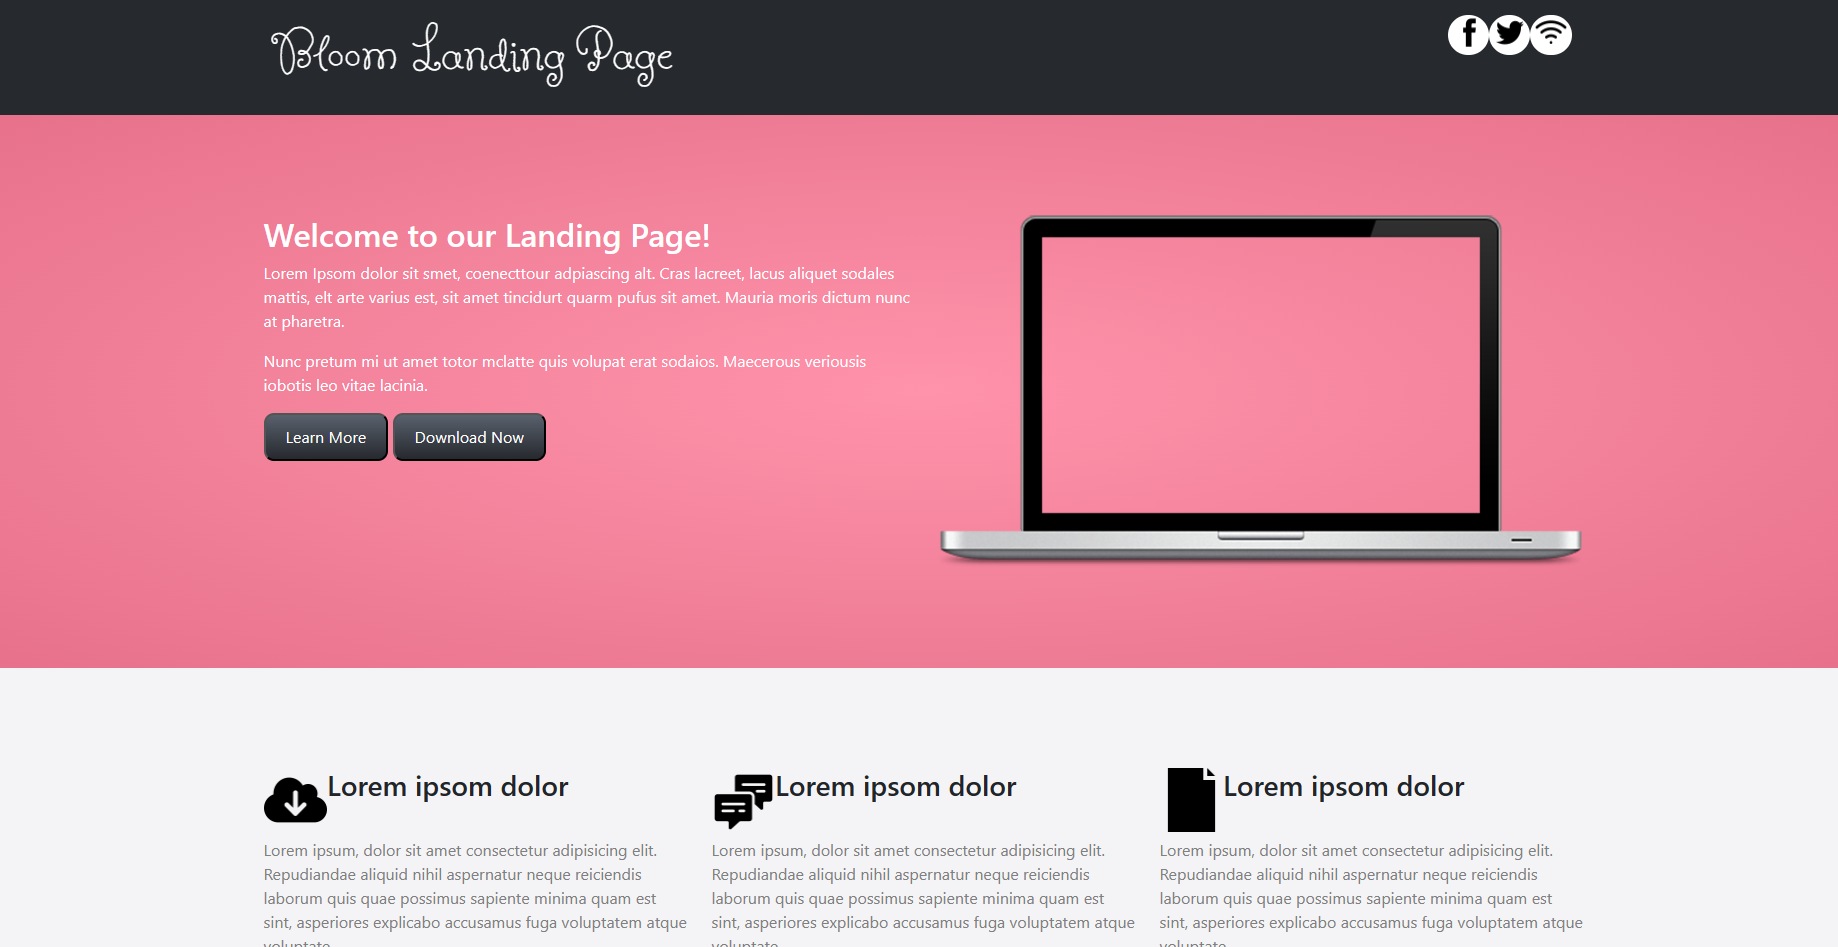 Bloom Landing Page
Welcome to our Landing Page!
Lorem Ipsom dolor sit smet, coenecttour adpiascing alt. Cras lacreet, lacus aliquet sodales
mattis, elt arte varius est, sit amet tincidurt quarm pufus sit amet. Mauria moris dictum nunc
at pharetra.
Nunc pretum mi ut amet totor mclatte quis volupat erat sodaios. Maecerous veriousis
iobotis leo vitae lacinia.
Learn More
Download Now
Lorem ipsom dolor
Lorem ipsum, dolor sit amet consectetur adipisicing elit.
Repudiandae aliquid nihil aspernatur neque reiciendis
laborum quis quae possimus sapiente minima quam est
sint, asperiores explicabo accusamus fuga voluptatem atque
voluptate
Lorem ipsom dolor
Lorem ipsum, dolor sit amet consectetur adipisicing elit.
Repudiandae aliquid nihil aspernatur neque reiciendis
laborum quis quae possimus sapiente minima quam est
sint, asperiores explicabo accusamus fuga voluptatem atque
voluptate
Lorem ipsom dolor
Lorem ipsum, dolor sit amet consectetur adipisicing elit.
Repudiandae aliquid nihil aspernatur neque reiciendis
laborum quis quae possimus sapiente minima quam est
sint, asperiores explicabo accusamus fuga voluptatem atque
voluptate